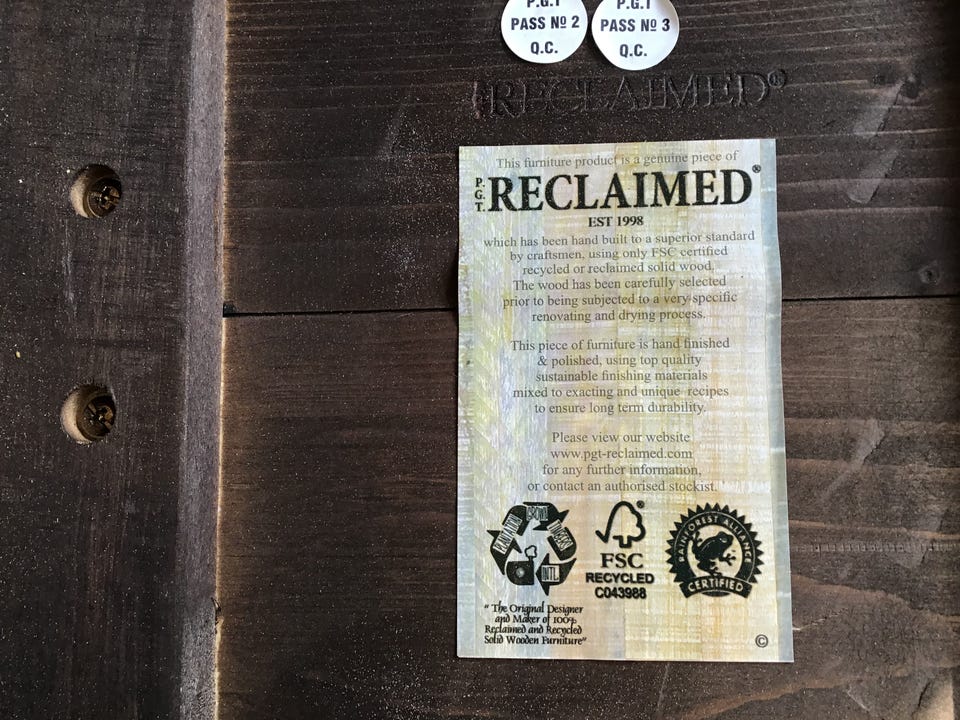 P.G.T
PASS Nº 2
Q.C.
P.G.T
PASS Nº 3
Q.C.
RECLAIMED®
This furniture product is a genuine piece of
P.G.T. RECLAIMED®
EST 1998
which has been hand built to a superior standard
by craftsmen, using only FSC certified
recycled or reclaimed solid wood.
The wood has been carefully selected
prior to being subjected to a very specific
renovating and drying process.
This piece of furniture is hand finished
& polished, using top quality
sustainable finishing materials
mixed to exacting and unique recipes
to ensure long term durability.
Please view our website
www.pgt-reclaimed.com
for any further information,
or contact an authorised stockist.
INTL
FSC®
RECYCLED
C043988
RAINFOREST ALLIANCE
CERTIFIED
" The Original Designer
and Maker of 100%
Reclaimed and Recycled
Solid Wooden Furniture"
©